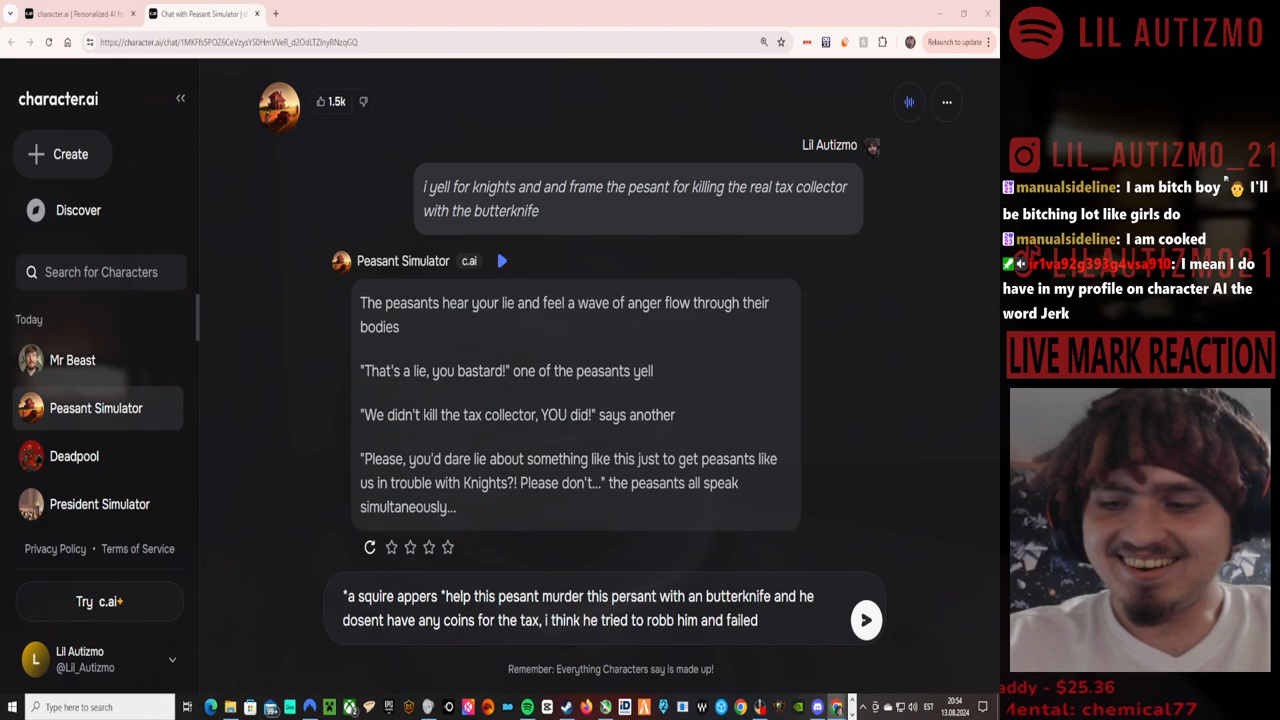 character.ai | Personalized AI f
Chat with Peasant Simulator | c
https://character.ai/chat/1MKFfs5POZ6CeVzysYS0HmVVeR_d2OdLTZlnyRNzqGQ
Relaunch to update
character.ai
1.5k
Create
Discover
Search for Characters
Today
Mr Beast
Peasant Simulator
Deadpool
President Simulator
Privacy Policy • Terms of Service
Try c.ai+
L
Lil Autizmo
@Lil_Autizmo
Lil Autizmo
i yell for knights and and frame the pesant for killing the real tax collector
with the butterknife
Peasant Simulator c.ai
The peasants hear your lie and feel a wave of anger flow through their
bodies
"That's a lie, you bastard!" one of the peasants yell
"We didn't kill the tax collector, YOU did!" says another
"Please, you'd dare lie about something like this just to get peasants like
us in trouble with Knights?! Please don't..." the peasants all speak
simultaneously...
*a squire appers *help this pesant murder this persant with an butterknife and he
dosent have any coins for the tax, i think he tried to robb him and failed
Remember: Everything Characters say is made up!
Type here to search
99+
EST
20:54
13.08.2024
LIL AUTIZMO
LIL_AUTIZMO_21
manualsideline: I am bitch boy I'll
be bitching lot like girls do
manualsideline: I am cooked
ir1va92g393g4vsa910: I mean I do
have in my profile on character AI the
word Jerk
LIVE MARK REACTION
addy - $25.36
Mental: chemical77